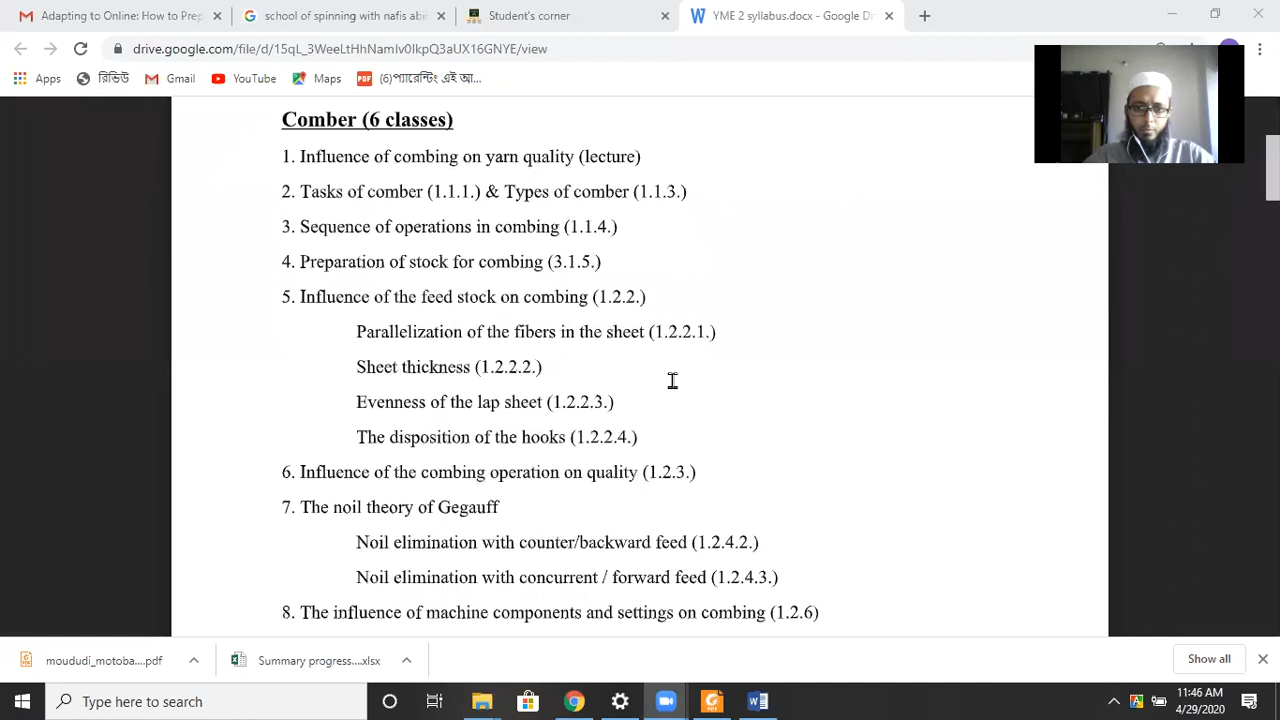 Adapting to Online: How to Prep
school of spinning with nafis abi
Student's corner
YME 2 syllabus.docx - Google Dr
drive.google.com/file/d/15qL_3WeeLtHhNamIv0IkpQ3aUX16GNYE/view
Apps
রিভিউ
Gmail
YouTube
Maps
(6)প্যারেন্টিং এই আ...
Comber (6 classes)
1. Influence of combing on yarn quality (lecture)
2. Tasks of comber (1.1.1.) & Types of comber (1.1.3.)
3. Sequence of operations in combing (1.1.4.)
4. Preparation of stock for combing (3.1.5.)
5. Influence of the feed stock on combing (1.2.2.)
Parallelization of the fibers in the sheet (1.2.2.1.)
Sheet thickness (1.2.2.2.)
Evenness of the lap sheet (1.2.2.3.)
The disposition of the hooks (1.2.2.4.)
6. Influence of the combing operation on quality (1.2.3.)
7. The noil theory of Gegauff
Noil elimination with counter/backward feed (1.2.4.2.)
Noil elimination with concurrent / forward feed (1.2.4.3.)
8. The influence of machine components and settings on combing (1.2.6)
moududi_motoba....pdf
Summary progress....xlsx
Show all
Type here to search
11:46 AM
4/29/2020